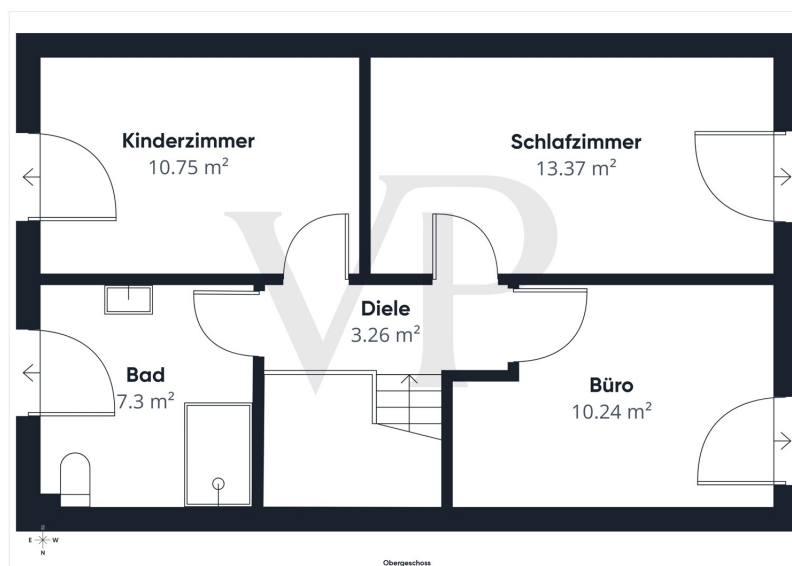 Kinderzimmer
10.75 m²
Schlafzimmer
13.37 m²
VP
Diele
3.26 m²
Bad
7.3 m²
Büro
10.24 m²
E W
N
Obergeschoss